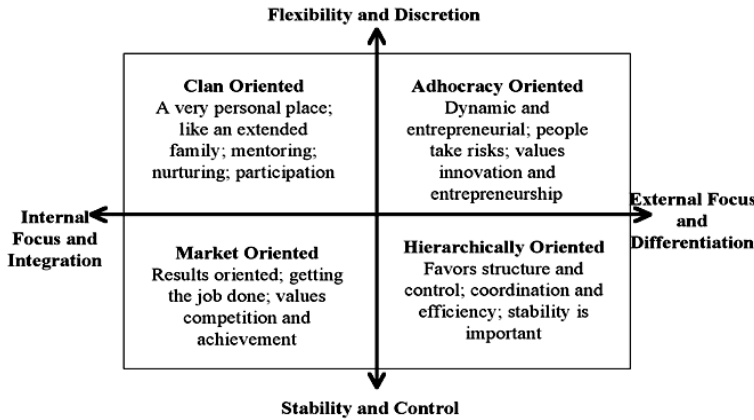 Flexibility and Discretion
Clan Oriented
A very personal place;
like an extended
family; mentoring;
nurturing; participation
Adhocracy Oriented
Dynamic and
entrepreneurial; people
take risks; values
innovation and
entrepreneurship
Internal
Focus and
Integration
External Focus
and
Differentiation
Market Oriented
Results oriented; getting
the job done; values
competition and
achievement
Hierarchically Oriented
Favors structure and
control; coordination and
efficiency; stability is
important
Stability and Control